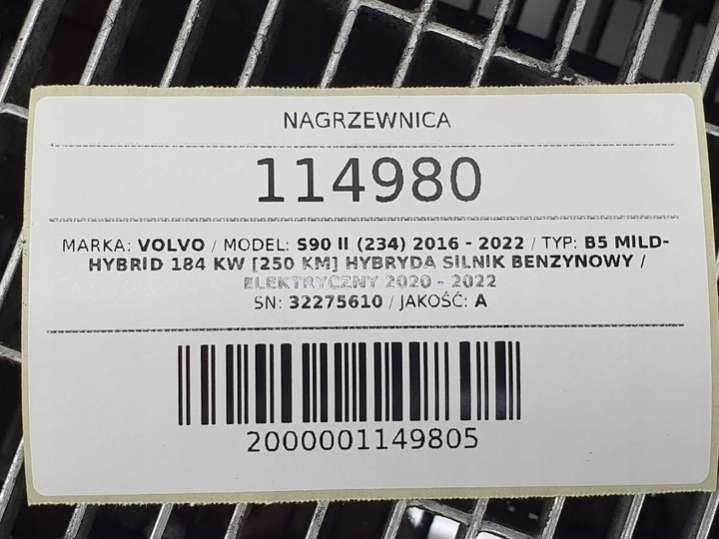 NAGRZEWNICA
114980
MARKA: VOLVO / MODEL: S90 II (234) 2016 - 2022 / TYP: B5 MILD-
HYBRID 184 KW [250 KM] HYBRYDA SILNIK BENZYNOWY /
ELEKTRYCZNY 2020 - 2022
SN: 32275610 / JAKOŚĆ: A
2000001149805